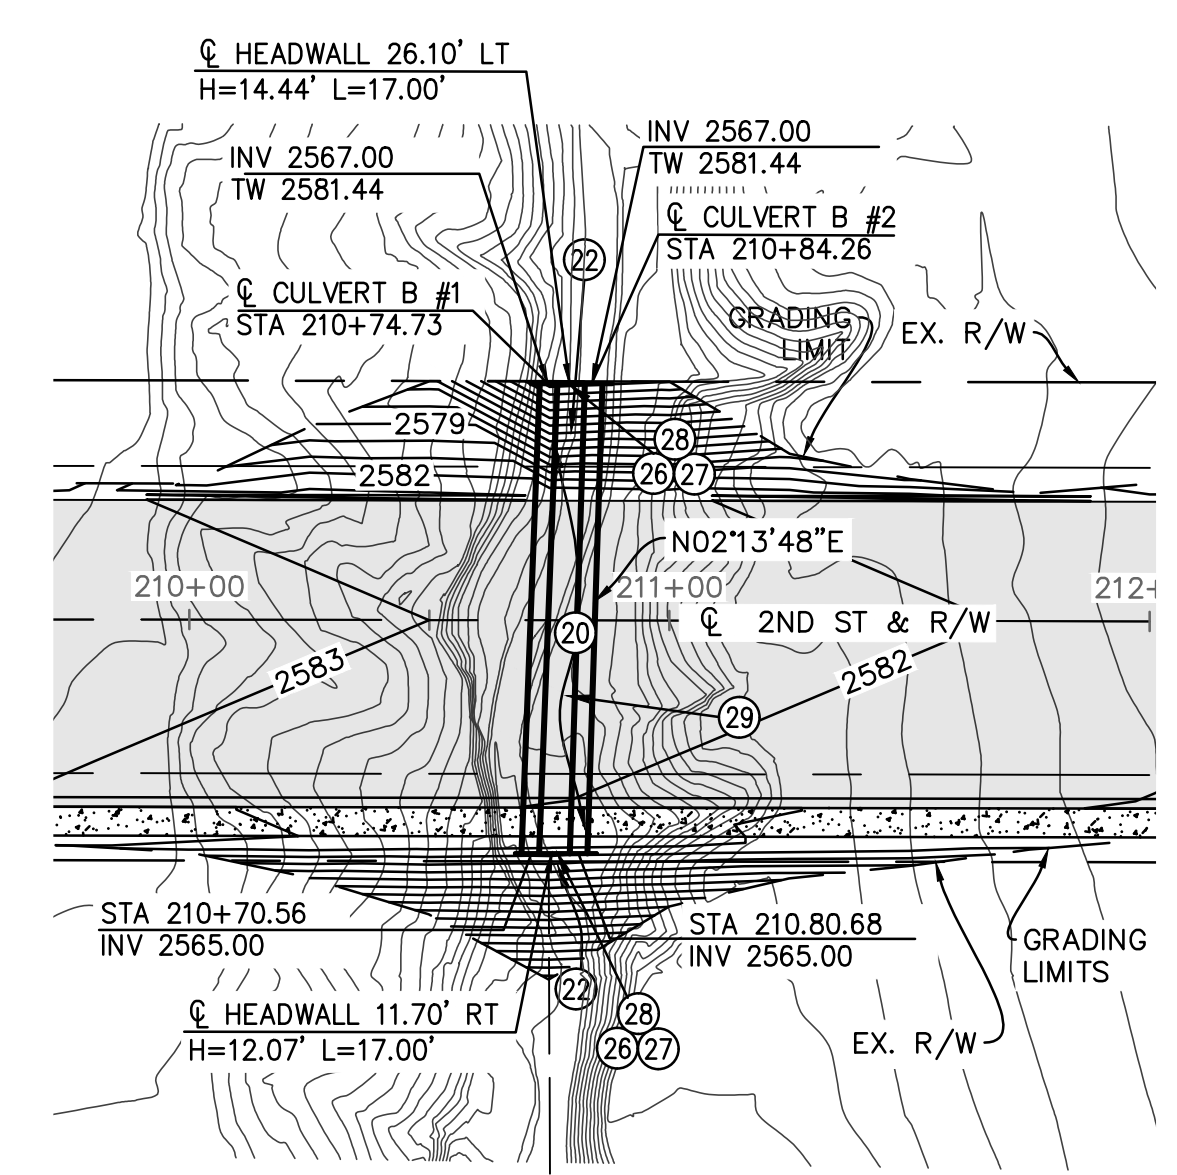 ℄ HEADWALL 26.10' LT
H=14.44' L=17.00'
INV 2567.00
TW 2581.44
INV 2567.00
TW 2581.44
℄ CULVERT B #2
STA 210+84.26
22
℄ CULVERT B #1
STA 210+74.73
GRADING
LIMIT
EX. R/W
2579
28
2582
26 27
N02°13'48"E
210+00
211+00
212+
℄ 2ND ST & R/W
20
2583
2582
29
STA 210+70.56
INV 2565.00
STA 210.80.68
INV 2565.00
GRADING
LIMITS
22
℄ HEADWALL 11.70' RT
H=12.07' L=17.00'
28
26 27
EX. R/W